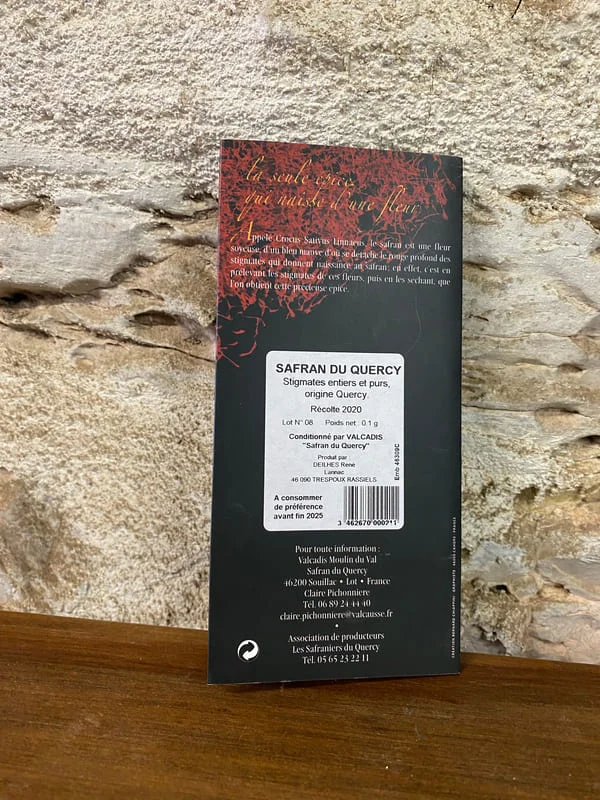 la seule épice
qui naisse d'une fleur
Appelé Crocus Sativus Linnaeus, le Safran est une fleur
soyeuse, d'un bleu mauve d'où se détache le rouge profond des
stigmates qui donnent naissance au safran; en effet, c'est en
prélevant les stigmates de ces fleurs, puis en les séchant, que
l'on obtient cette précieuse épice.
SAFRAN DU QUERCY
Stigmates entiers et purs,
origine Quercy
Récolte 2020
Lot N° 08 Poids net : 0.1 g
Conditionné par VALCADIS
"Safran du Quercy"
Produit par
DEILHES René
Lannac
46 090 TRESPOUX RASSIELS
Emb 46309C
A consommer
de préférence
avant fin 2025
3 462670 000211
Pour toute information :
Valcadis Moulin du Val
Safran du Quercy
46200 Souillac • Lot • France
Claire Pichonniere
Tél. 06 89 24 44 40
claire.pichonniere@valcausse.fr
•
Association de producteurs
Les Safraniers du Quercy
Tél. 05 65 23 22 11